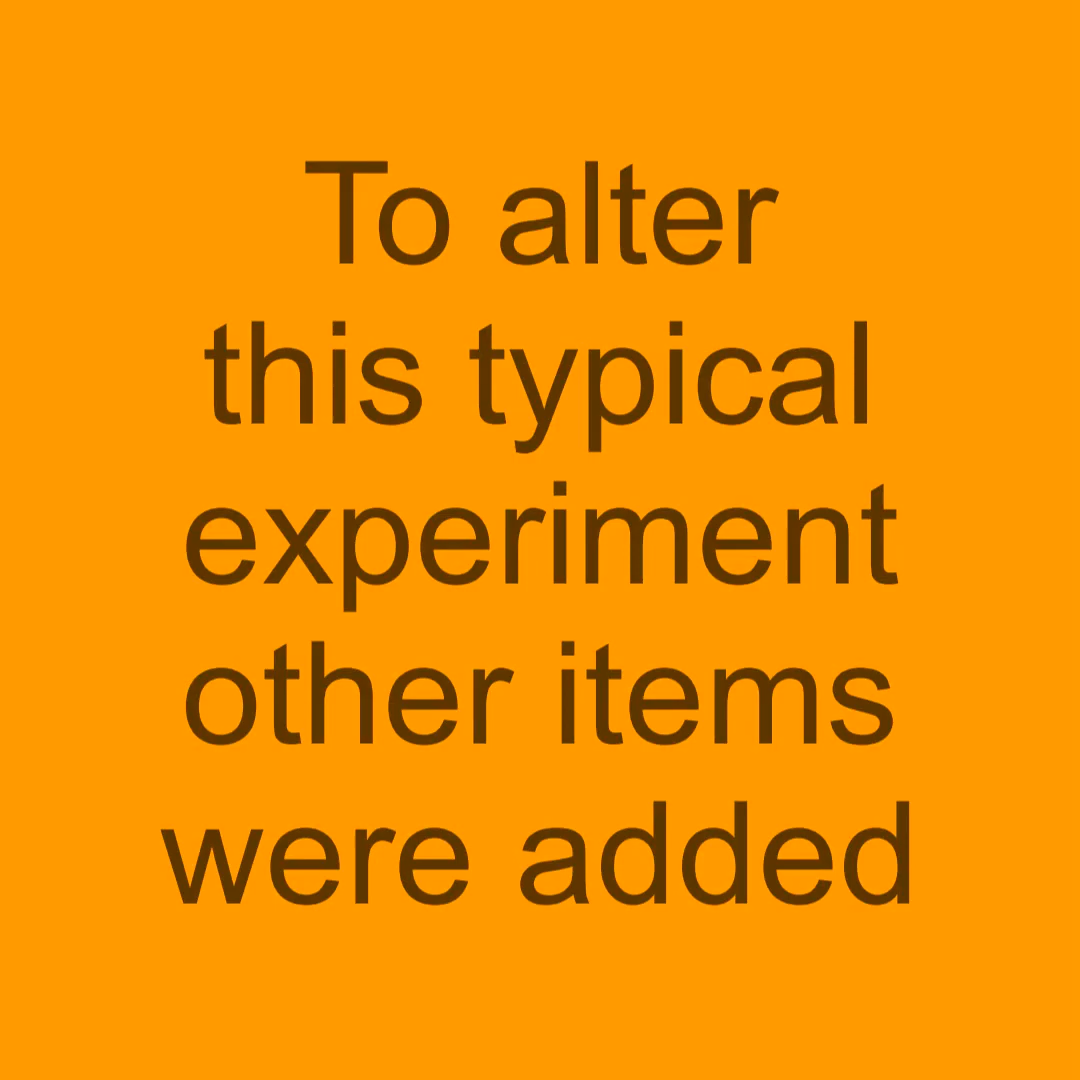 To alter
this typical
experiment
other items
were added